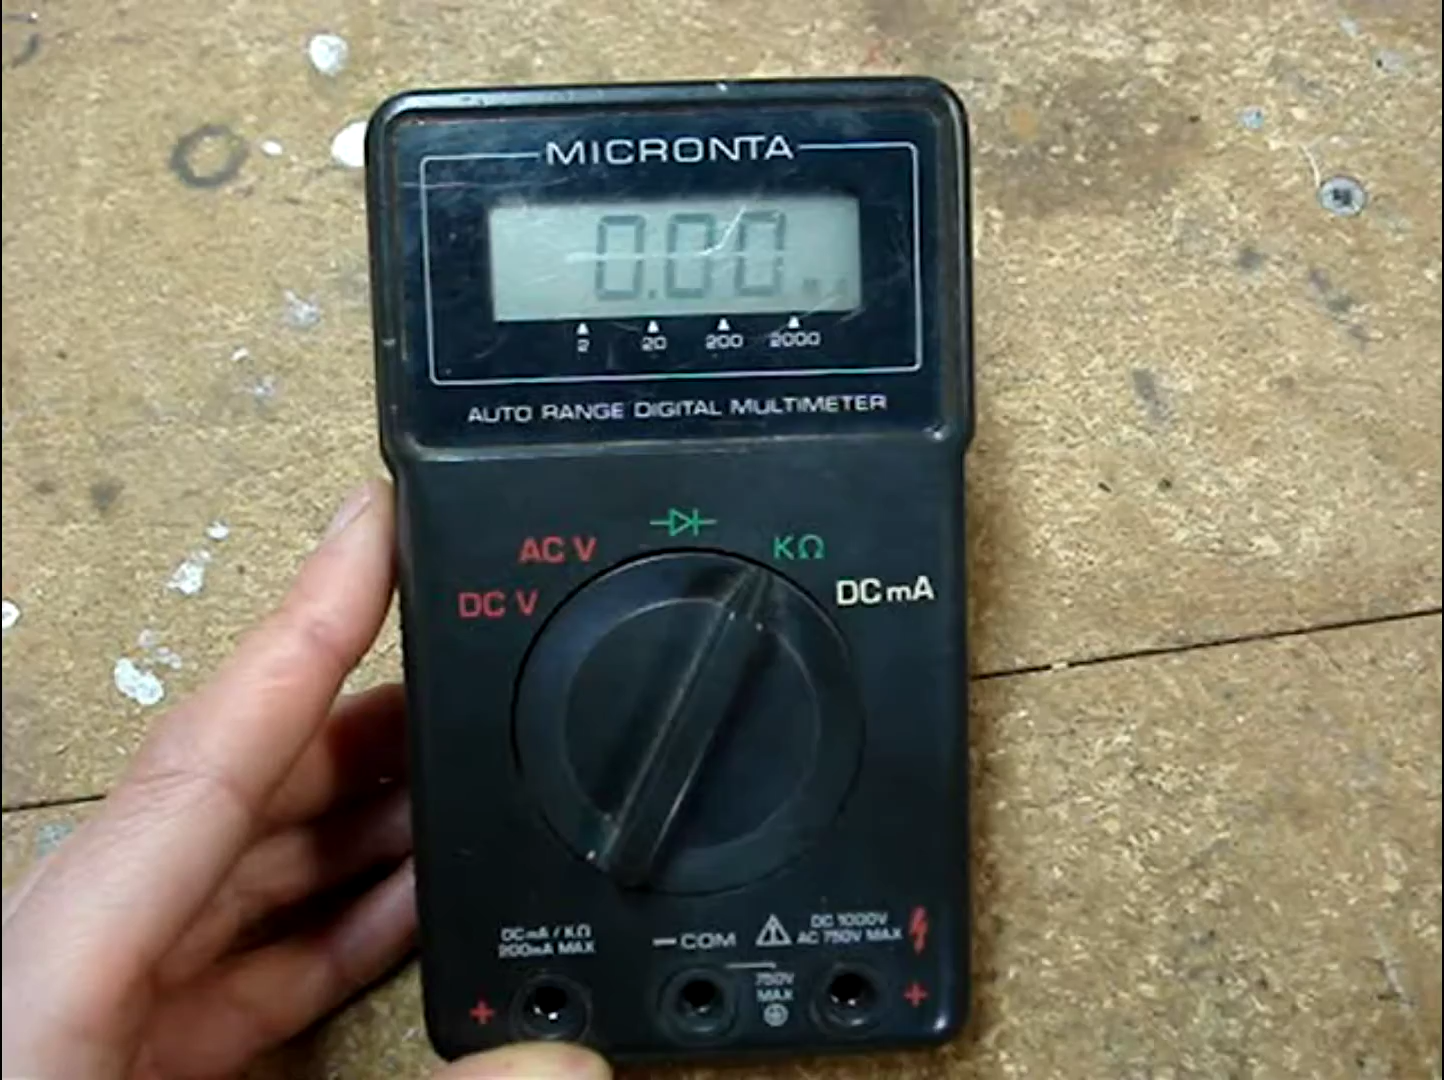 MICRONTA
0.00
2 20 200 2000
AUTO RANGE DIGITAL MULTIMETER
AC V
KΩ
DC V
DC mA
DC mA / KΩ
200mA MAX
— COM
DC 1000V
AC 750V MAX
750V
MAX
+
+